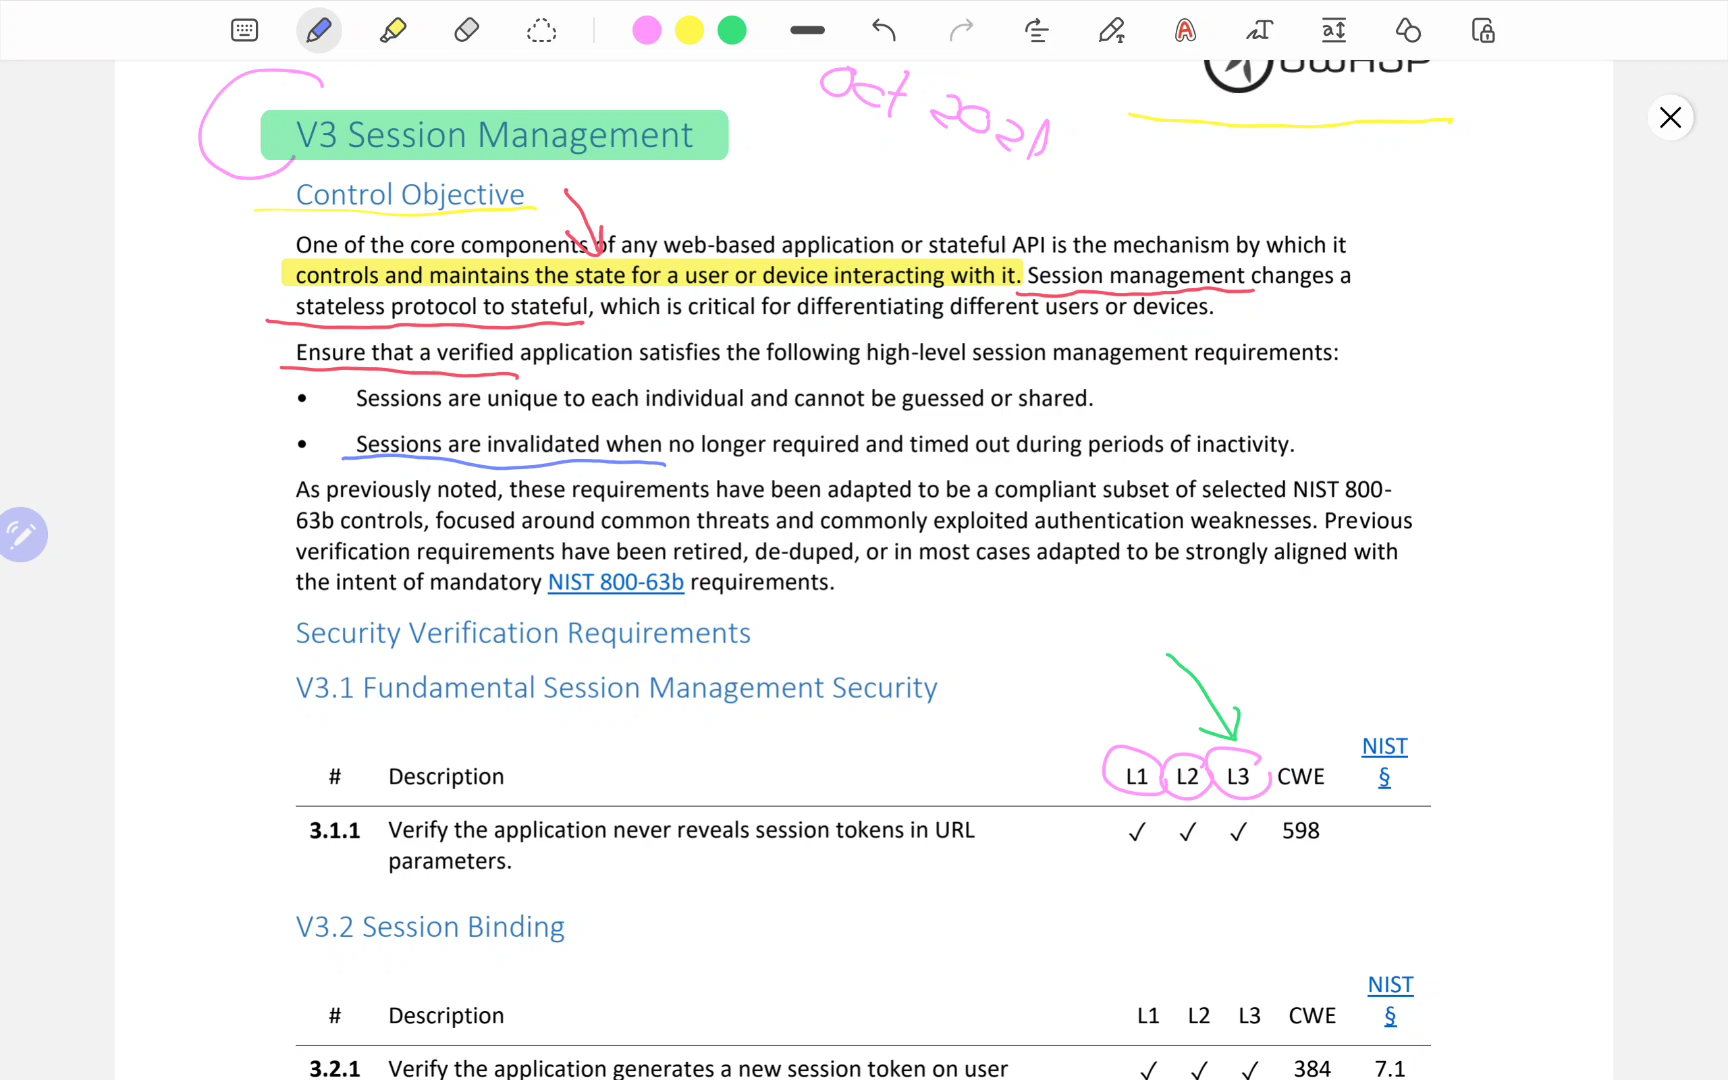 Oct 2021
V3 Session Management
Control Objective
One of the core components of any web-based application or stateful API is the mechanism by which it
controls and maintains the state for a user or device interacting with it. Session management changes a
stateless protocol to stateful, which is critical for differentiating different users or devices.
Ensure that a verified application satisfies the following high-level session management requirements:
• Sessions are unique to each individual and cannot be guessed or shared.
• Sessions are invalidated when no longer required and timed out during periods of inactivity.
As previously noted, these requirements have been adapted to be a compliant subset of selected NIST 800-
63b controls, focused around common threats and commonly exploited authentication weaknesses. Previous
verification requirements have been retired, de-duped, or in most cases adapted to be strongly aligned with
the intent of mandatory NIST 800-63b requirements.
Security Verification Requirements
V3.1 Fundamental Session Management Security
# Description L1 L2 L3 CWE NIST §
3.1.1 Verify the application never reveals session tokens in URL ✓ ✓ ✓ 598
parameters.
V3.2 Session Binding
# Description L1 L2 L3 CWE NIST §
3.2.1 Verify the application generates a new session token on user ✓ ✓ ✓ 384 7.1